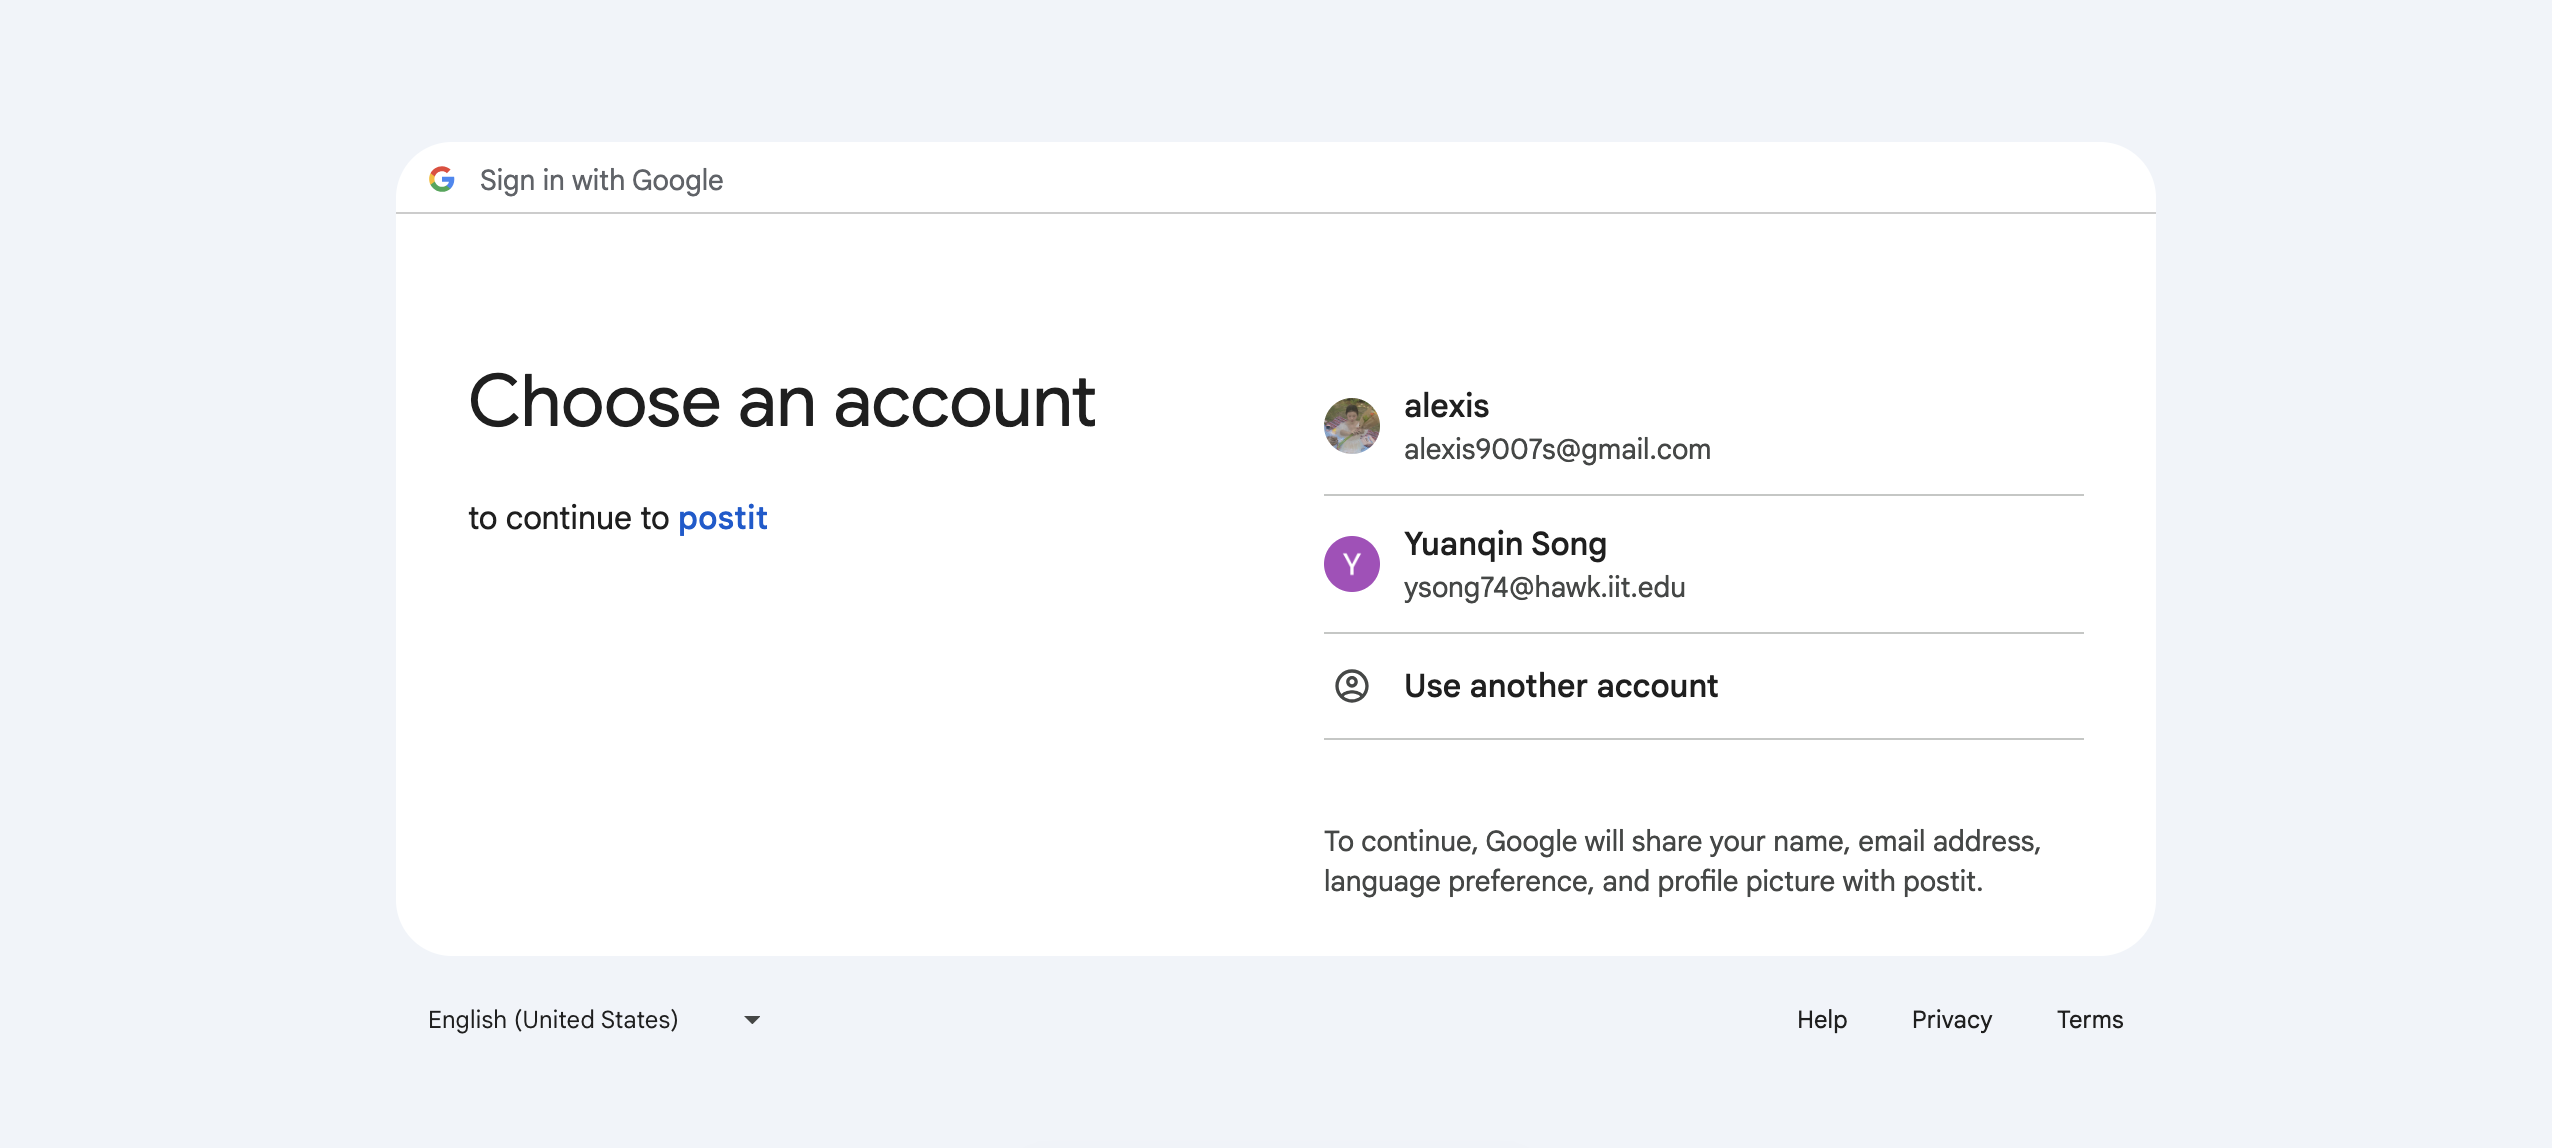 Sign in with Google
Choose an account
to continue to postit
alexis
alexis9007s@gmail.com
Y
Yuanqin Song
ysong74@hawk.iit.edu
Use another account
To continue, Google will share your name, email address,
language preference, and profile picture with postit.
English (United States)
Help
Privacy
Terms